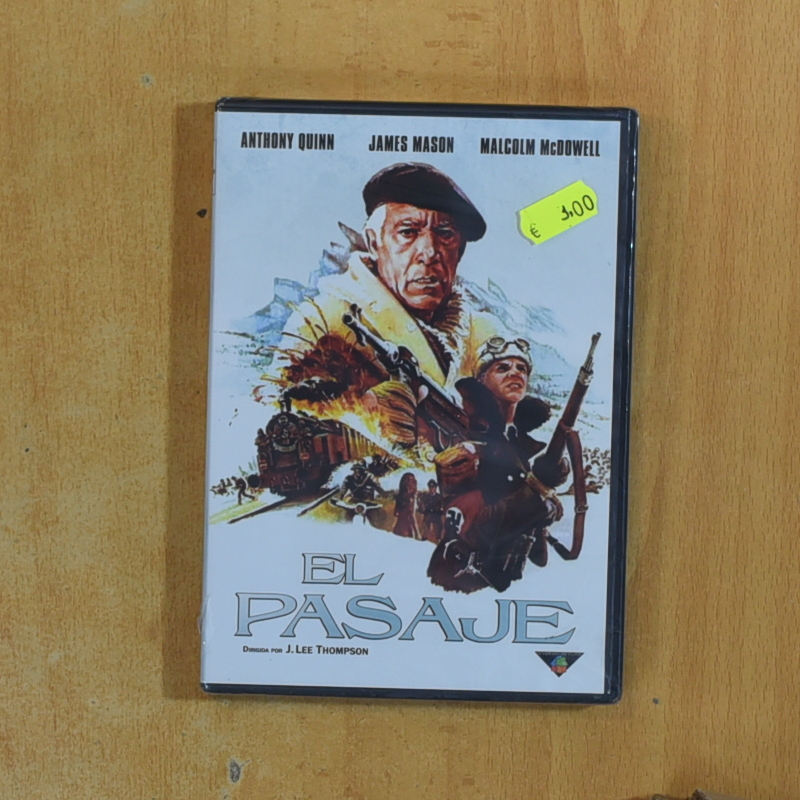 ANTHONY QUINN JAMES MASON MALCOLM McDOWELL
€ 3,00
EL
PASAJE
DIRIGIDA POR J. LEE THOMPSON